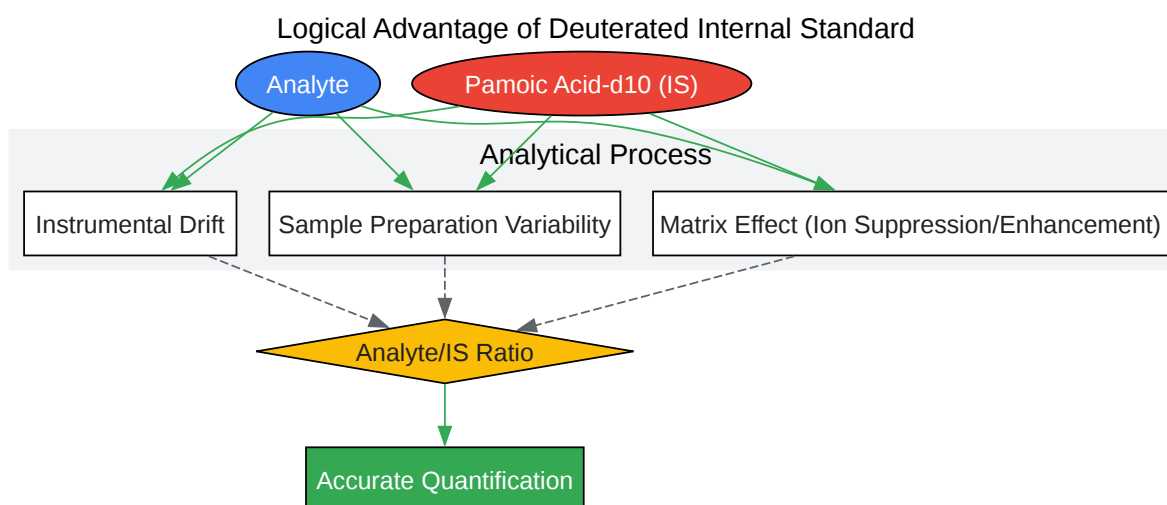 Logical Advantage of Deuterated Internal Standard
Analyte
Pamoic Acid-d10 (IS)
Analytical Process
Instrumental Drift
Sample Preparation Variability
Matrix Effect (Ion Suppression/Enhancement)
Analyte/IS Ratio
Accurate Quantification